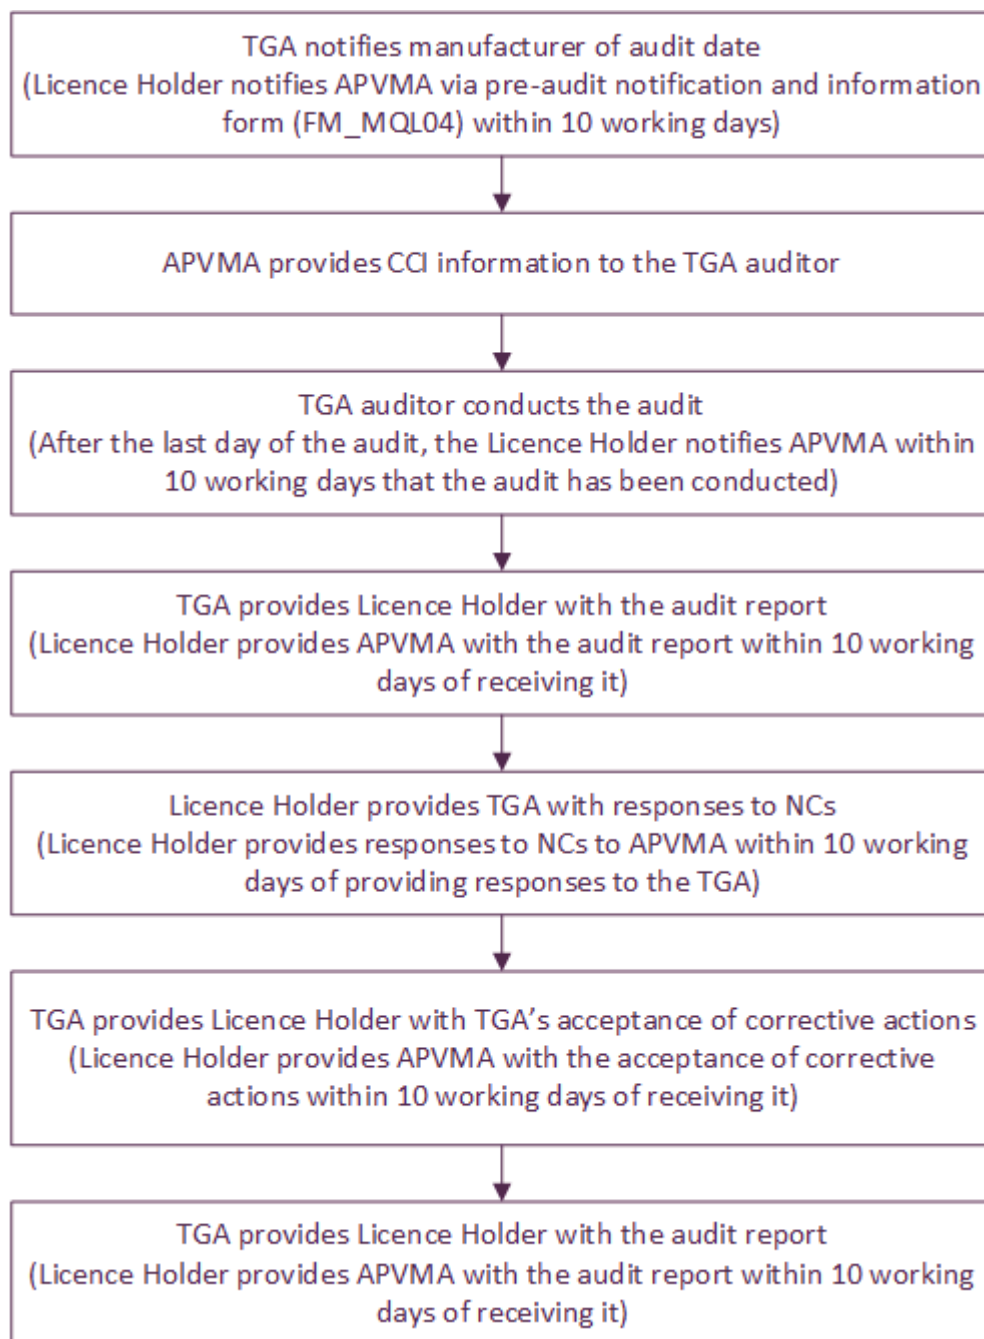 TGA notifies manufacturer of audit date
(Licence Holder notifies APVMA via pre-audit notification and information
form (FM_MQL04) within 10 working days)
APVMA provides CCI information to the TGA auditor
TGA auditor conducts the audit
(After the last day of the audit, the Licence Holder notifies APVMA within
10 working days that the audit has been conducted)
TGA provides Licence Holder with the audit report
(Licence Holder provides APVMA with the audit report within 10 working
days of receiving it)
Licence Holder provides TGA with responses to NCs
(Licence Holder provides responses to NCs to APVMA within 10 working
days of providing responses to the TGA)
TGA provides Licence Holder with TGA’s acceptance of corrective actions
(Licence Holder provides APVMA with the acceptance of corrective
actions within 10 working days of receiving it)
TGA provides Licence Holder with the audit report
(Licence Holder provides APVMA with the audit report within 10 working
days of receiving it)